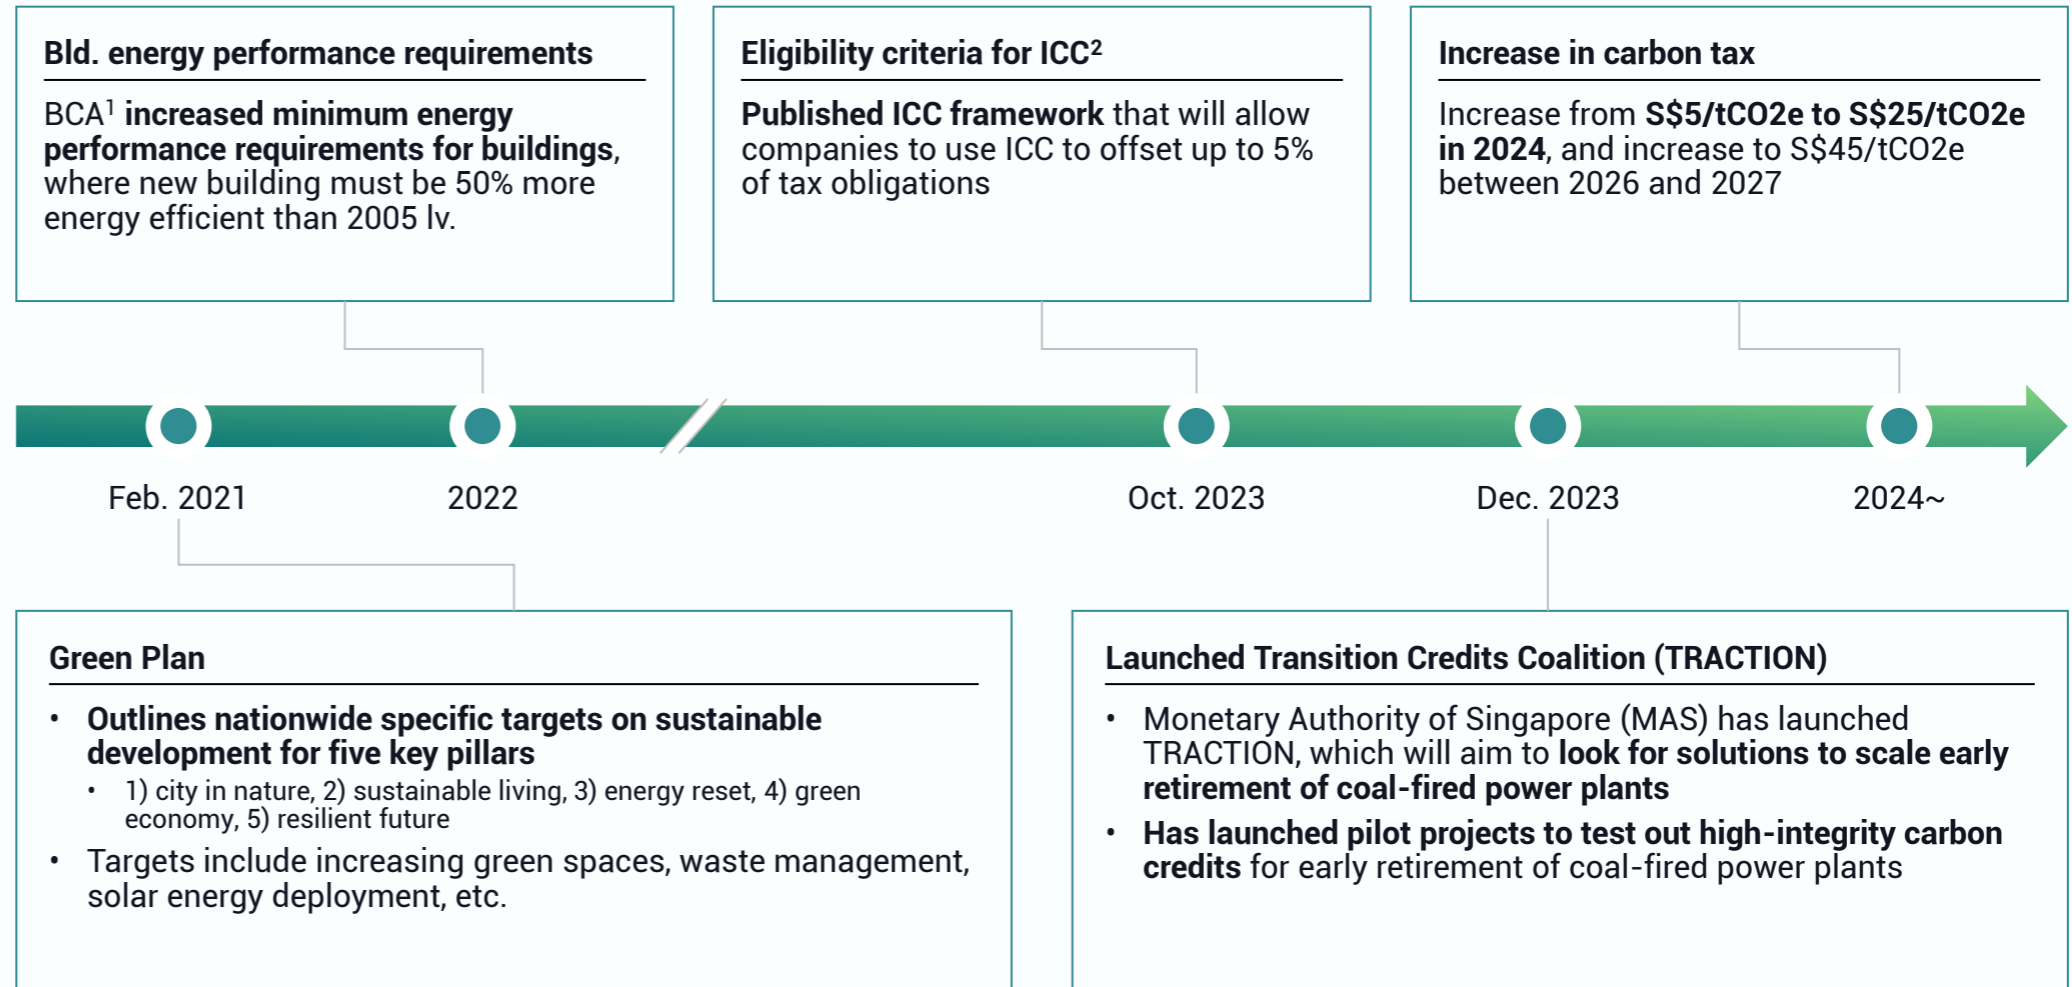 Bld. energy performance requirements
BCA¹ increased minimum energy
performance requirements for buildings,
where new building must be 50% more
energy efficient than 2005 lv.
Eligibility criteria for ICC²
Published ICC framework that will allow
companies to use ICC to offset up to 5%
of tax obligations
Increase in carbon tax
Increase from S$5/tCO2e to S$25/tCO2e
in 2024, and increase to S$45/tCO2e
between 2026 and 2027
Feb. 2021
2022
Oct. 2023
Dec. 2023
2024~
Green Plan
• Outlines nationwide specific targets on sustainable
development for five key pillars
• 1) city in nature, 2) sustainable living, 3) energy reset, 4) green
economy, 5) resilient future
• Targets include increasing green spaces, waste management,
solar energy deployment, etc.
Launched Transition Credits Coalition (TRACTION)
• Monetary Authority of Singapore (MAS) has launched
TRACTION, which will aim to look for solutions to scale early
retirement of coal-fired power plants
• Has launched pilot projects to test out high-integrity carbon
credits for early retirement of coal-fired power plants